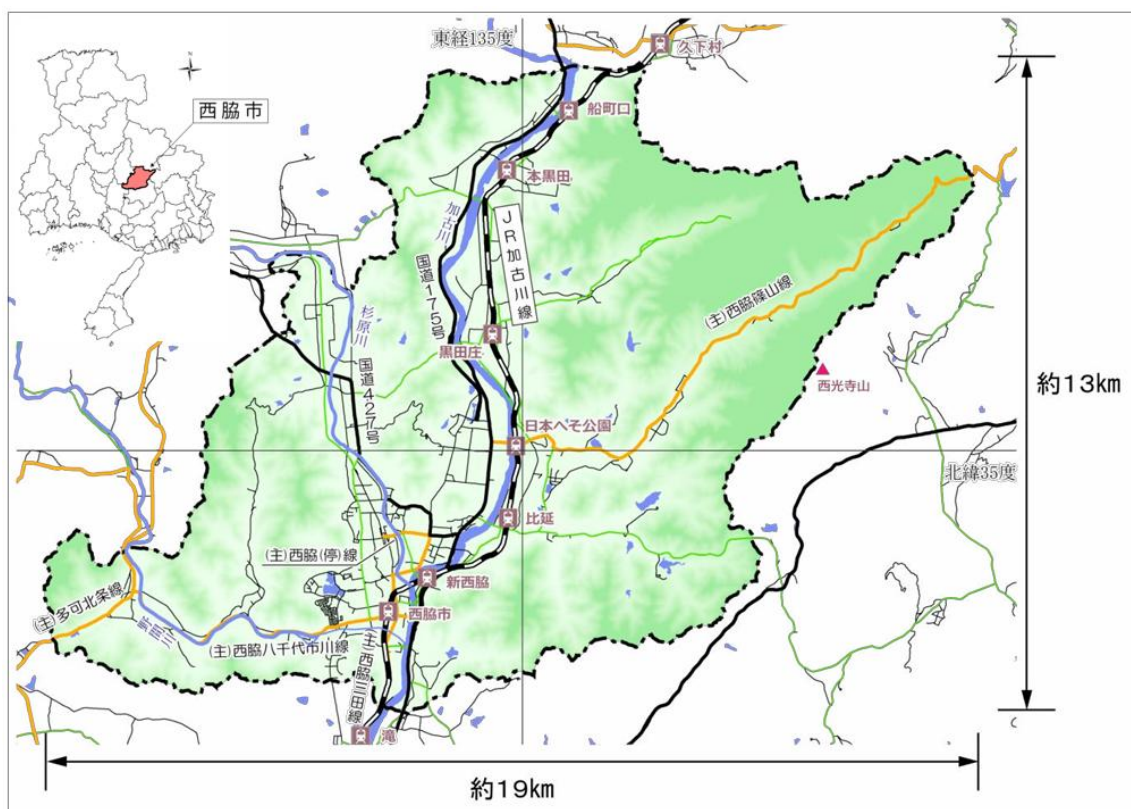 東経135度
久下村
西脇市
船町口
本黒田
加古川
JR加古川線
国道175号
(主)西脇篠山線
杉原川
国道427号
黒田庄
西光寺山
約13km
日本へそ公園
北緯35度
比延
(主)西脇(停)線
新西脇
(主)多可北条線
西脇市
野間川
(主)西脇八千代市川線
(主)西脇三田線
滝
約19km